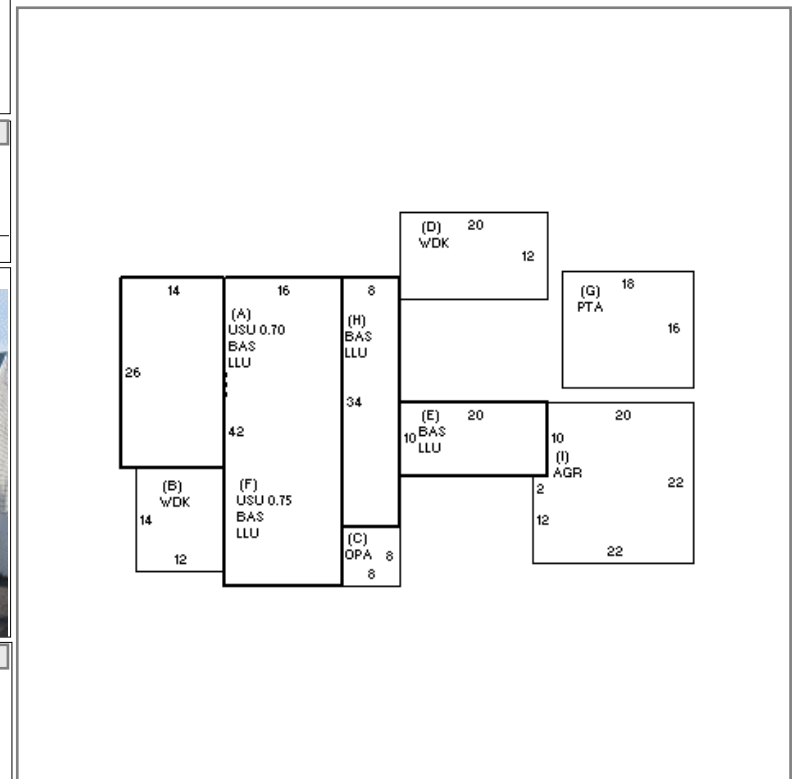 (D) 20
WDK
12
(G) 18
PTA
16
14 16 8
(A)
USU 0.70
BAS
LLU
(H)
BAS
LLU
26
34
42
(E) 20
10 BAS
LLU
20
10
(I)
AGR
22
2
12
22
(B)
WDK
14
12
(F)
USU 0.75
BAS
LLU
(C)
OPA 8
8